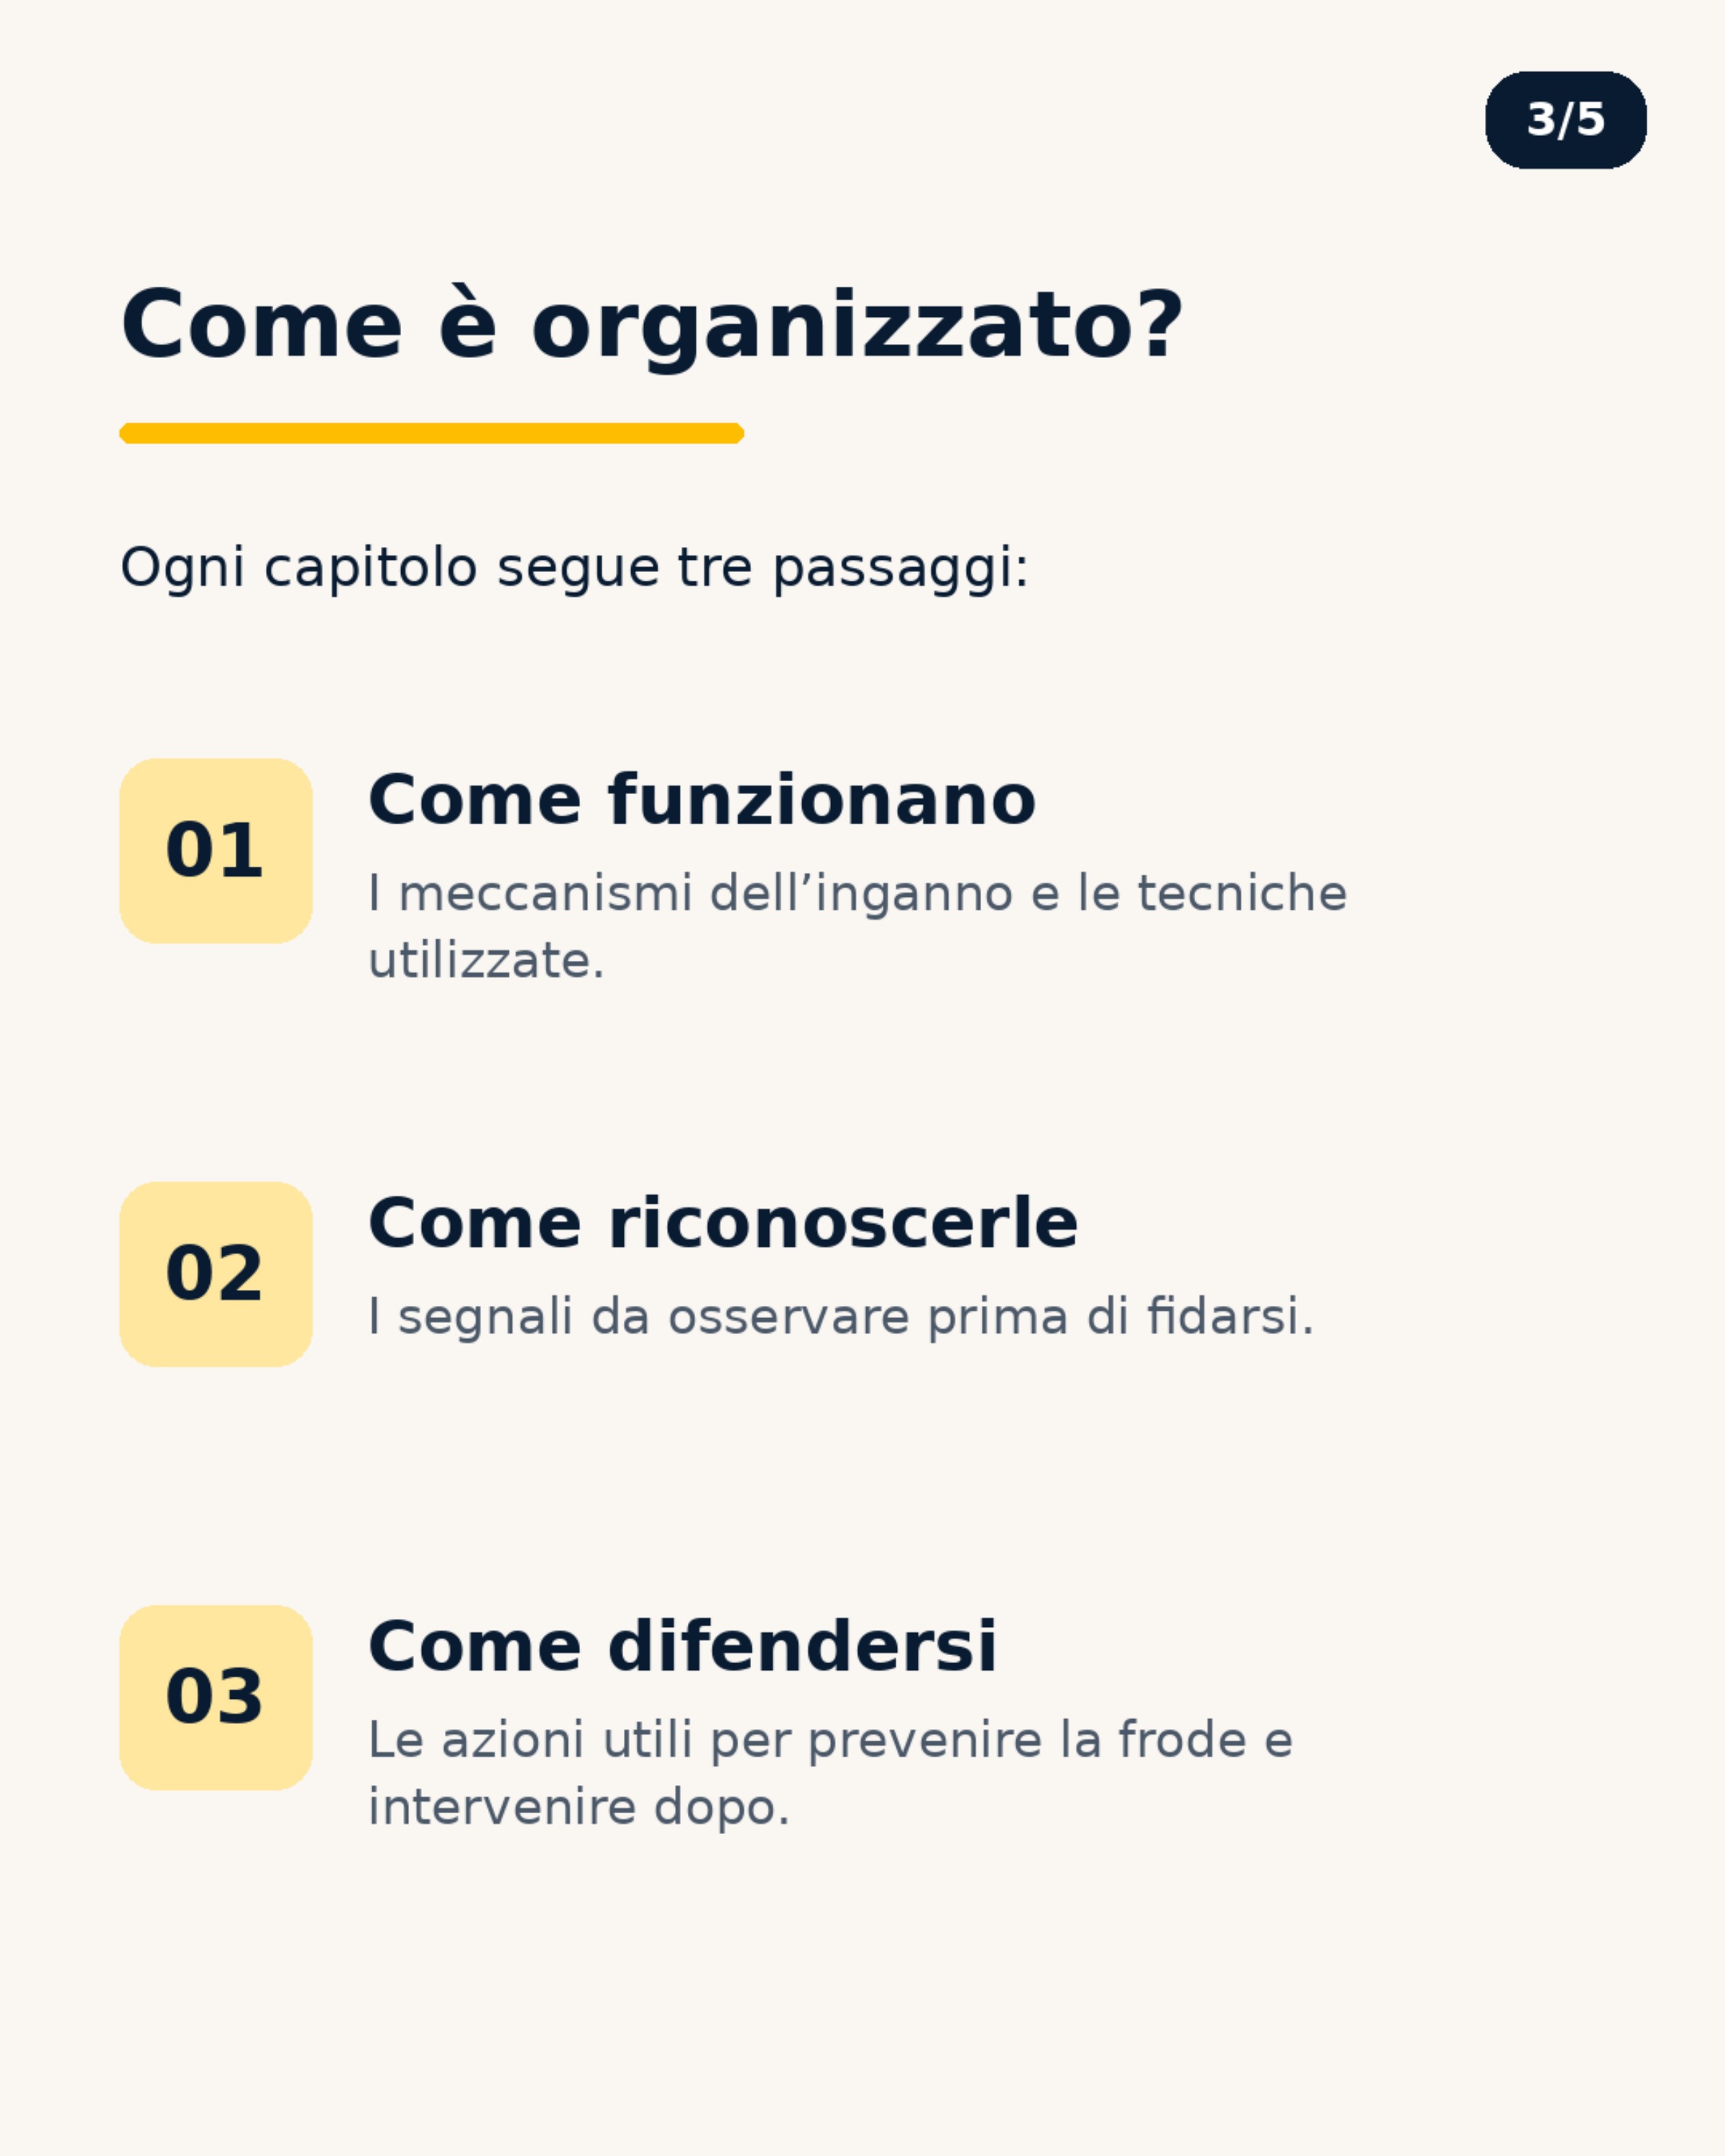 3/5
Come è organizzato?
Ogni capitolo segue tre passaggi:
01
Come funzionano
I meccanismi dell’inganno e le tecniche
utilizzate.
02
Come riconoscerle
I segnali da osservare prima di fidarsi.
03
Come difendersi
Le azioni utili per prevenire la frode e
intervenire dopo.